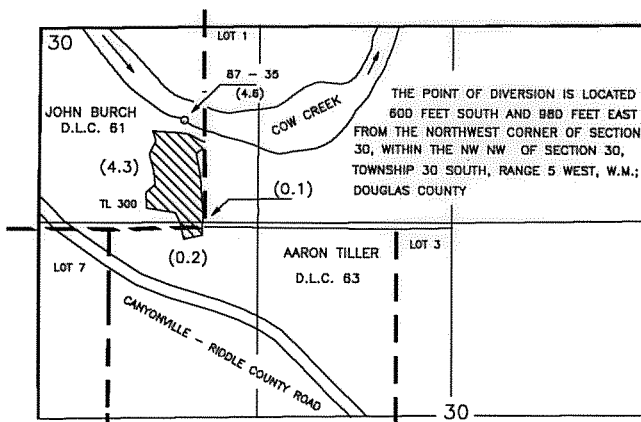 30
LOT 1
87 - 35
(4.6)
COW CREEK
JOHN BURCH
D.L.C. 61
THE POINT OF DIVERSION IS LOCATED
600 FEET SOUTH AND 980 FEET EAST
FROM THE NORTHWEST CORNER OF SECTION
30, WITHIN THE NW NW OF SECTION 30,
TOWNSHIP 30 SOUTH, RANGE 5 WEST, W.M.;
DOUGLAS COUNTY
(4.3)
(0.1)
TL 300
(0.2)
LOT 7
AARON TILLER
D.L.C. 63
LOT 3
CANYONVILLE - RIDDLE COUNTY ROAD
30